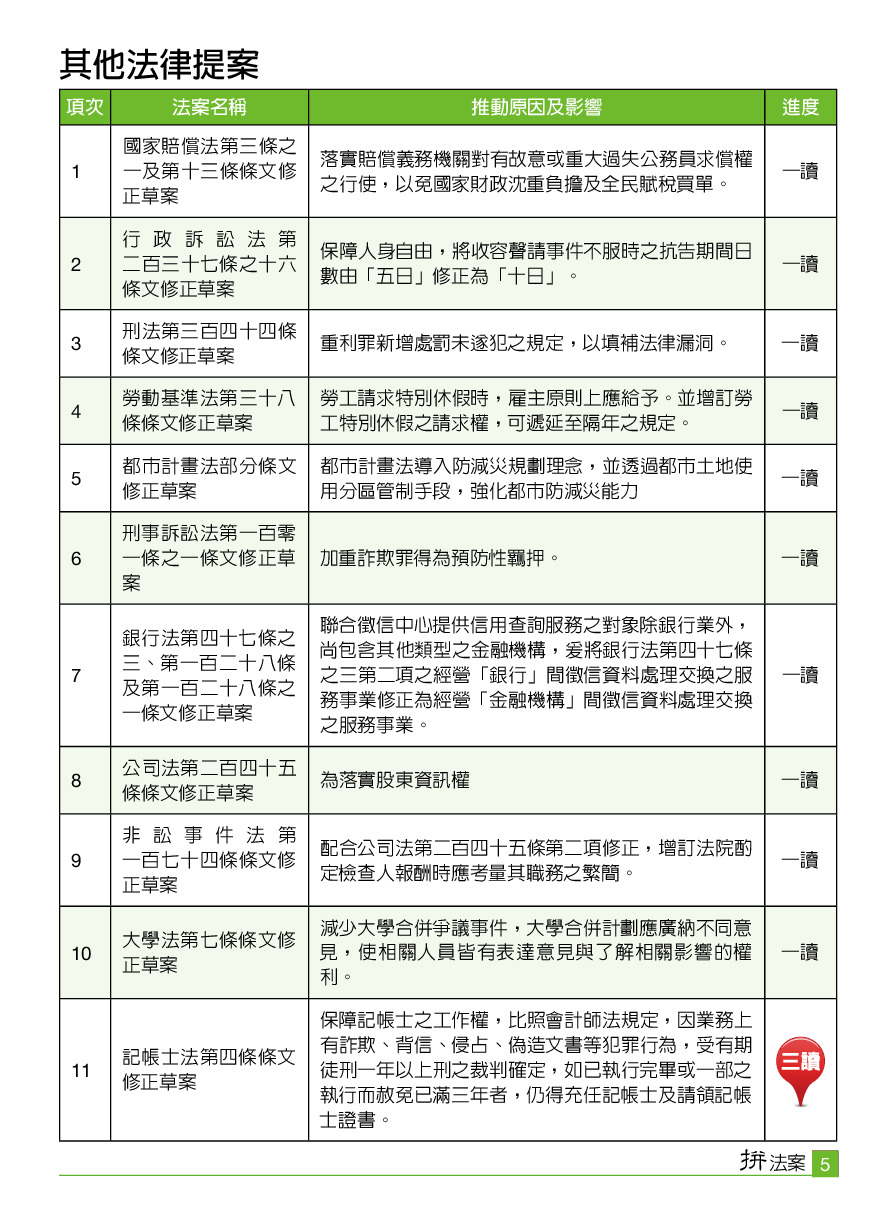 其他法律提案
項次 法案名稱 推動原因及影響 進度
1
國家賠償法第三條之
一及第十三條條文修
正草案
落實賠償義務機關對有故意或重大過失公務員求償權
之行使，以免國家財政沈重負擔及全民賦稅買單。
一讀
2
行政訴訟法第
二百三十七條之十六
條文修正草案
保障人身自由，將收容聲請事件不服時之抗告期間日
數由「五日」修正為「十日」。
一讀
3
刑法第三百四十四條
條文修正草案
重利罪新增處罰未遂犯之規定，以填補法律漏洞。
一讀
4
勞動基準法第三十八
條條文修正草案
勞工請求特別休假時，雇主原則上應給予。並增訂勞
工特別休假之請求權，可遞延至隔年之規定。
一讀
5
都市計畫法部分條文
修正草案
都市計畫法導入防減災規劃理念，並透過都市土地使
用分區管制手段，強化都市防減災能力
一讀
6
刑事訴訟法第一百零
一條之一條文修正草
案
加重詐欺罪得為預防性羈押。
一讀
7
銀行法第四十七條之
三、第一百二十八條
及第一百二十八條之
一條文修正草案
聯合徵信中心提供信用查詢服務之對象除銀行業外，
尚包含其他類型之金融機構，爰將銀行法第四十七條
之三第二項之經營「銀行」間徵信資料處理交換之服
務事業修正為經營「金融機構」間徵信資料處理交換
之服務事業。
一讀
8
公司法第二百四十五
條條文修正草案
為落實股東資訊權
一讀
9
非訟事件法第
一百七十四條條文修
正草案
配合公司法第二百四十五條第二項修正，增訂法院酌
定檢查人報酬時應考量其職務之繁簡。
一讀
10
大學法第七條條文修
正草案
減少大學合併爭議事件，大學合併計劃應廣納不同意
見，使相關人員皆有表達意見與了解相關影響的權
利。
一讀
11
記帳士法第四條條文
修正草案
保障記帳士之工作權，比照會計師法規定，因業務上
有詐欺、背信、侵占、偽造文書等犯罪行為，受有期
徒刑一年以上刑之裁判確定，如已執行完畢或一部之
執行而赦免已滿三年者，仍得充任記帳士及請領記帳
士證書。
三讀
拚法案 5